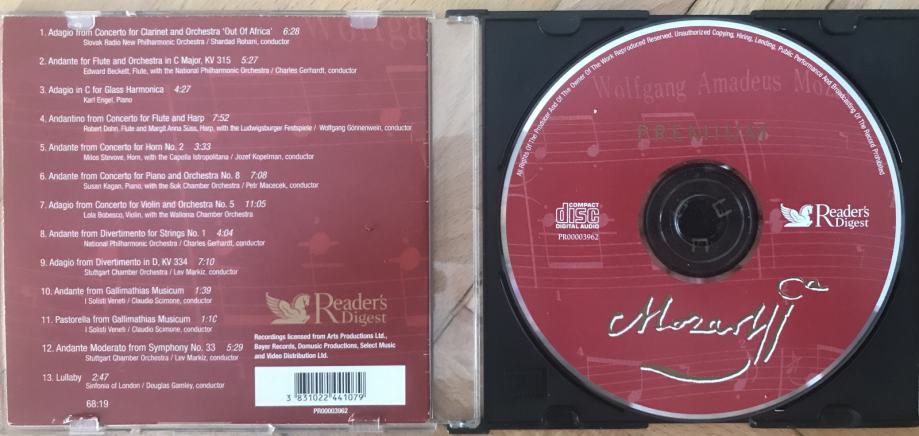 1. Adagio from Concerto for Clarinet and Orchestra 'Out Of Africa' 6:28
Slovak Radio New Philharmonic Orchestra / Shardad Rohani, conductor
2. Andante for Flute and Orchestra in C Major, KV 315 5:27
Edward Beckett, Flute, with the National Philharmonic Orchestra / Charles Gerhardt, conductor
3. Adagio in C for Glass Harmonica 4:27
Karl Engel, Piano
4. Andantino from Concerto for Flute and Harp 7:52
Robert Dohn, Flute and Margit Anna Süss, Harp, with the Ludwigsburger Festspiele / Wolfgang Gönnenwein, conductor
5. Andante from Concerto for Horn No. 2 3:33
Milos Stevove, Horn, with the Capella Istropolitana / Jozef Kopelman, conductor
6. Andante from Concerto for Piano and Orchestra No. 8 7:08
Susan Kagan, Piano, with the Suk Chamber Orchestra / Petr Macecek, conductor
7. Adagio from Concerto for Violin and Orchestra No. 5 11:05
Lola Bobesco, Violin, with the Wallonia Chamber Orchestra
8. Andante from Divertimento for Strings No. 1 4:04
National Philharmonic Orchestra / Charles Gerhardt, conductor
9. Adagio from Divertimento in D, KV 334 7:10
Stuttgart Chamber Orchestra / Lev Markiz, conductor
10. Andante from Gallimathias Musicum 1:39
I Solisti Veneti / Claudio Scimone, conductor
11. Pastorella from Gallimathias Musicum 1:10
I Solisti Veneti / Claudio Scimone, conductor
12. Andante Moderato from Symphony No. 33 5:29
Stuttgart Chamber Orchestra / Lev Markiz, conductor
13. Lullaby 2:47
Sinfonia of London / Douglas Gamley, conductor
68:19
Reader's
Digest
Recordings licensed from Arts Productions Ltd.,
Bayer Records, Domusic Productions, Select Music
and Video Distribution Ltd.
3 831022 441079
PR00003962
All Rights Of The Producer And Of The Owner Of The Work Reproduced Reserved. Unauthorized Copying, Hiring, Lending, Public Performance And Broadcasting Of The Record Prohibited
Wolfgang Amadeus
COMPACT
disc
DIGITAL AUDIO
PR00003962
Reader's
Digest
Mozart